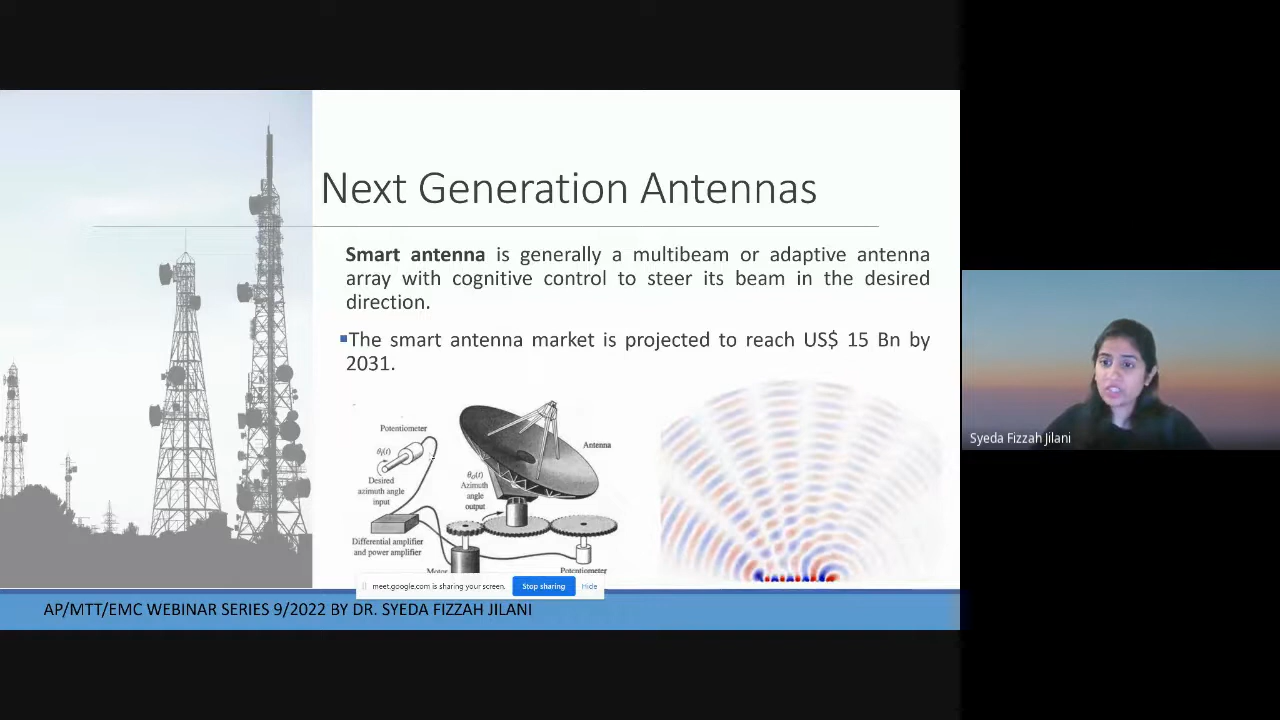 Next Generation Antennas
Smart antenna is generally a multibeam or adaptive antenna
array with cognitive control to steer its beam in the desired
direction.
The smart antenna market is projected to reach US$ 15 Bn by
2031.
Potentiometer
θi(t)
Desired
azimuth angle
input
Differential amplifier
and power amplifier
Antenna
θo(t)
Azimuth
angle
output
Motor
Potentiometer
meet.google.com is sharing your screen.
Stop sharing
Hide
AP/MTT/EMC WEBINAR SERIES 9/2022 BY DR. SYEDA FIZZAH JILANI
Syeda Fizzah Jilani